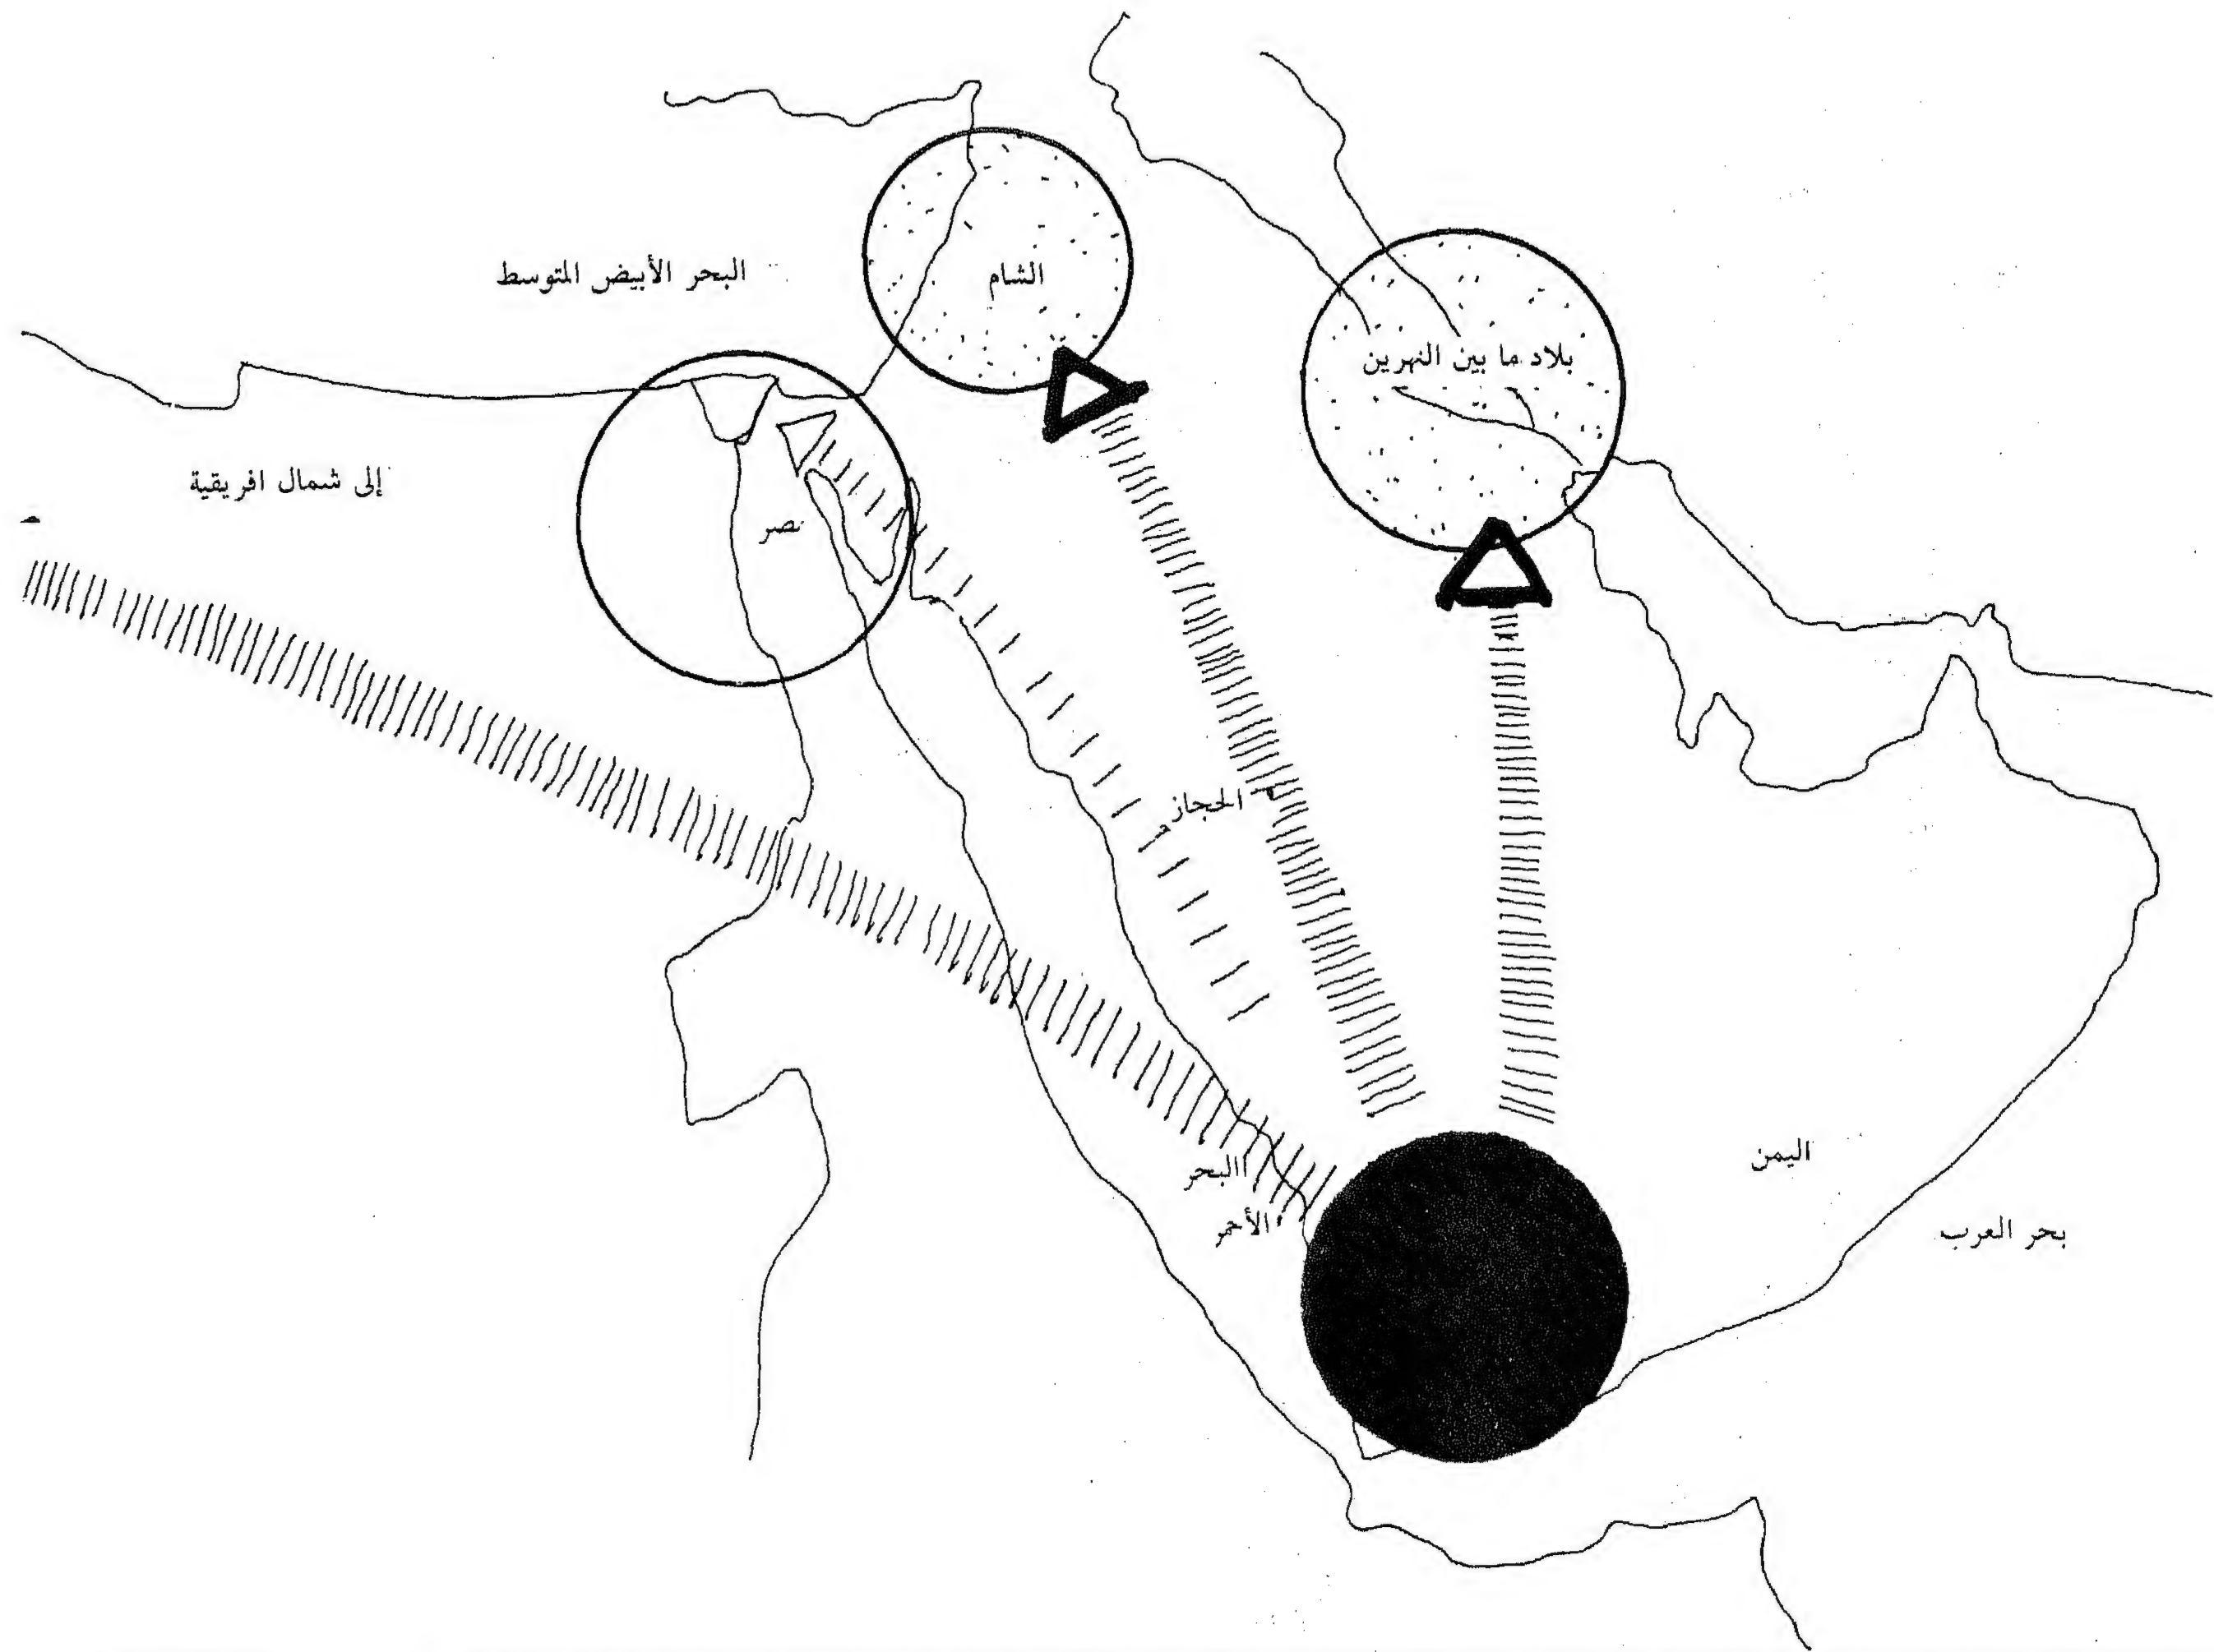 البحر الأبيض المتوسط
الشام
بلاد ما بين النهرين
إلى شمال افريقية
الحجاز
اليمن
البحر
الأحمر
بحر العرب